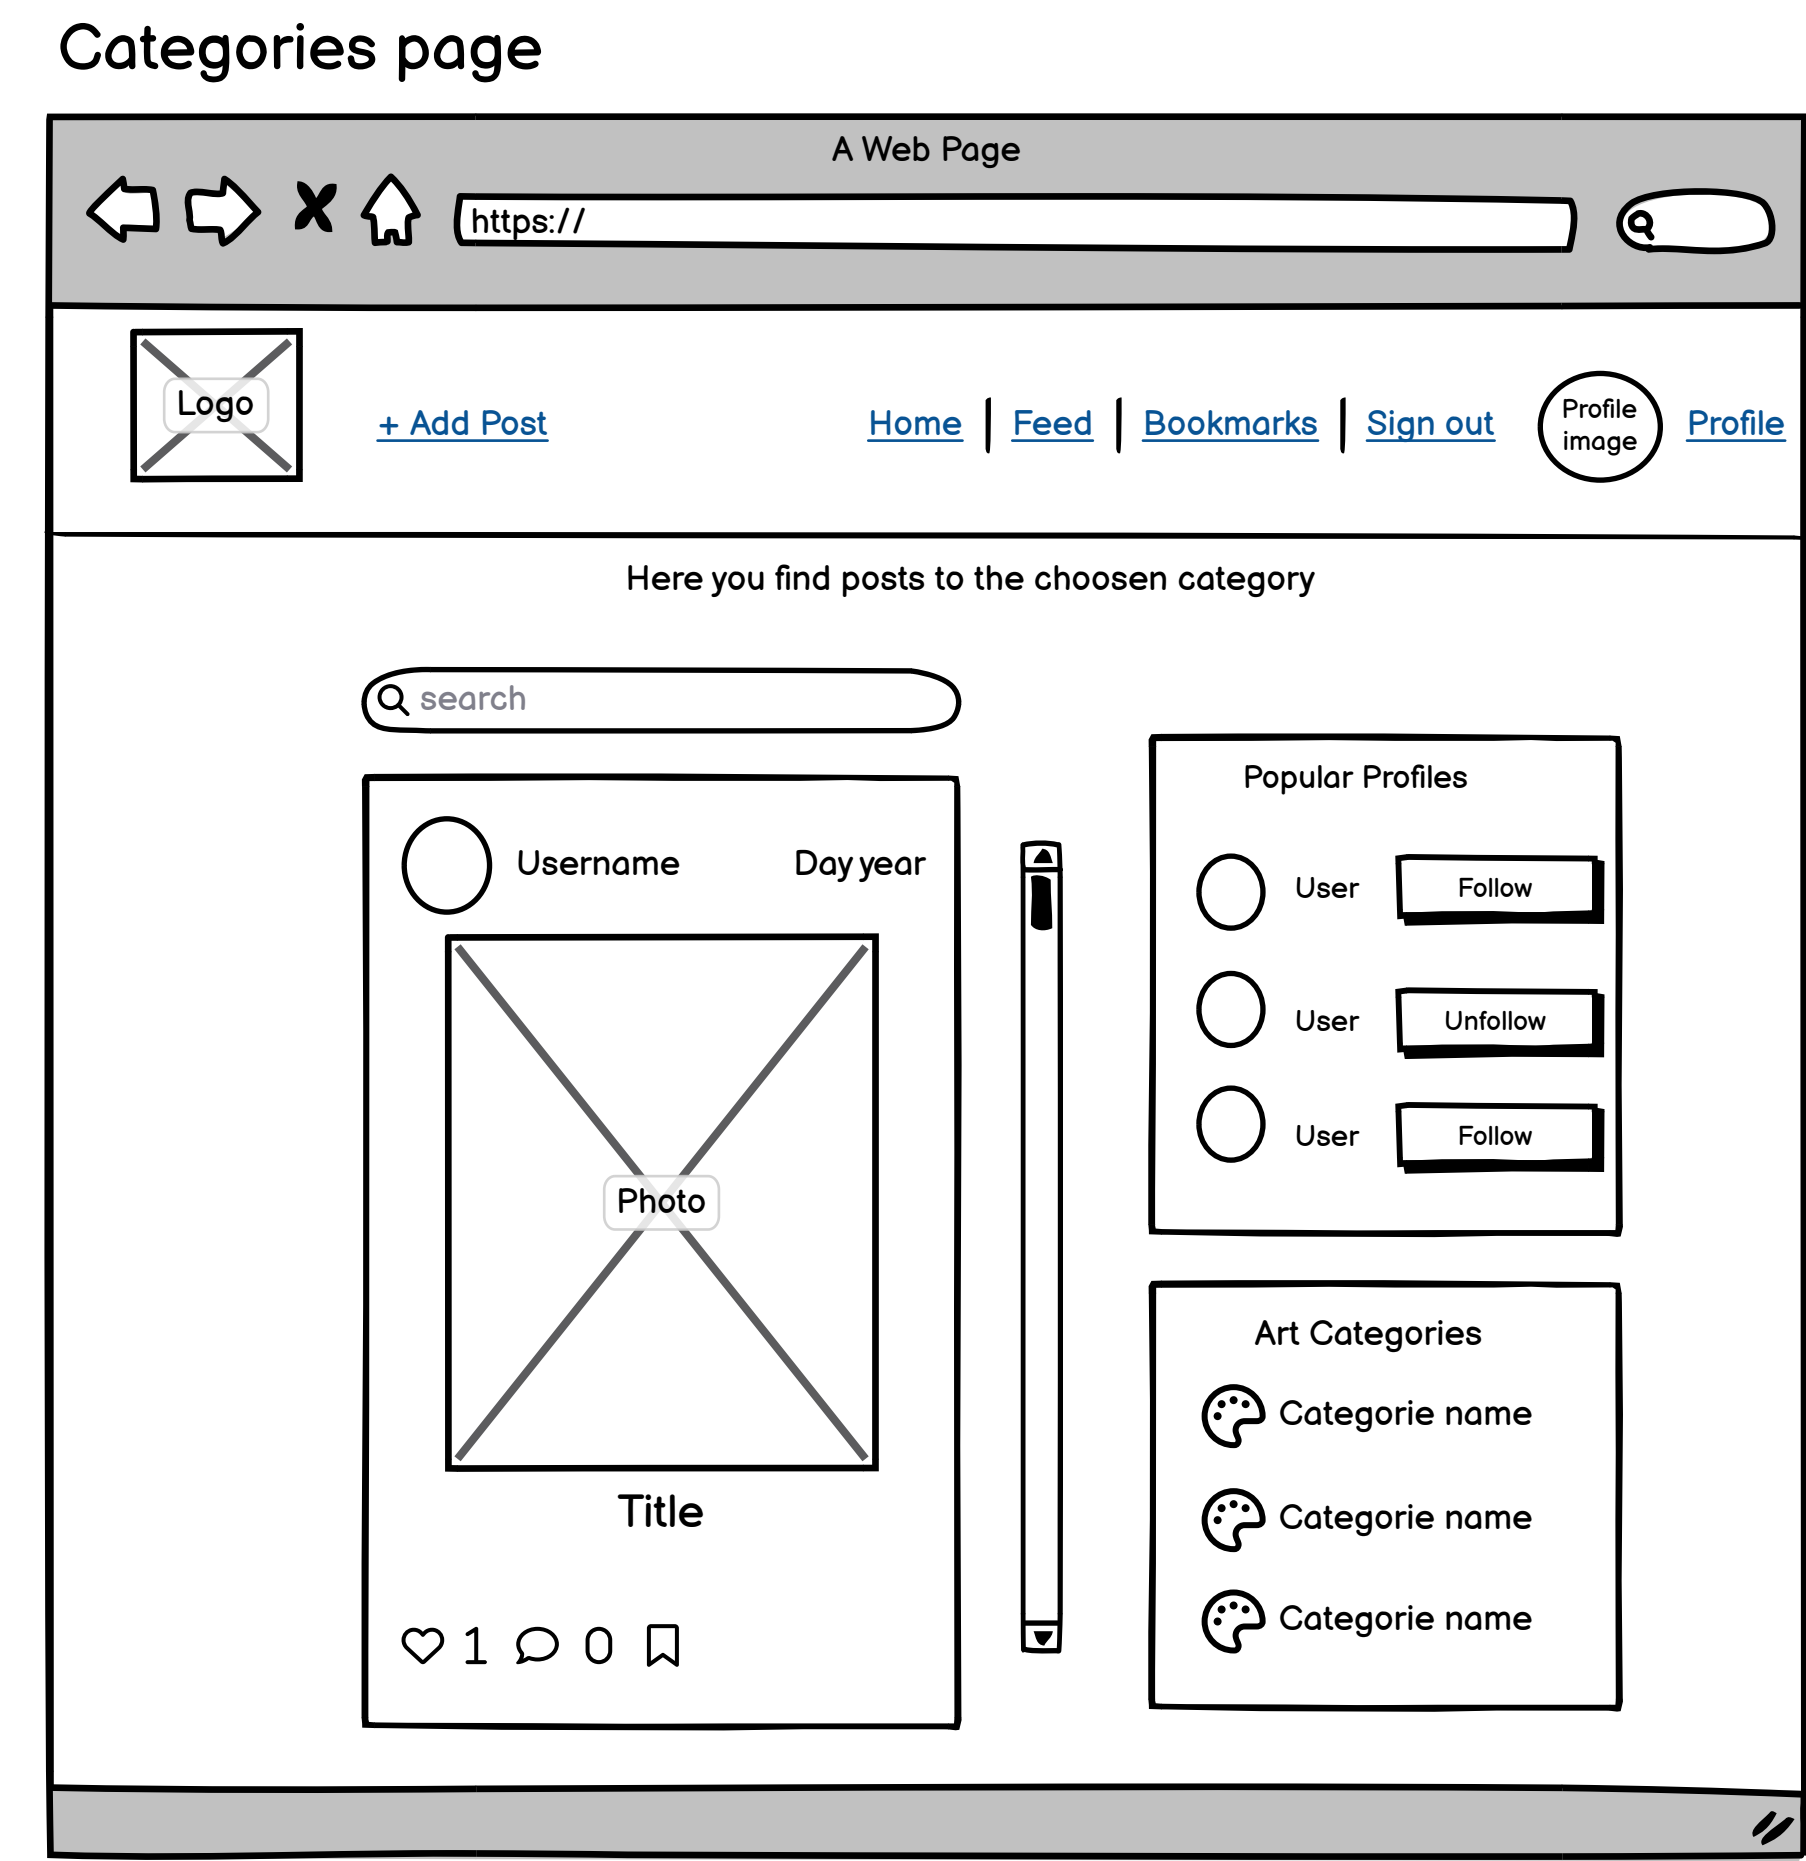 Categories page
A Web Page
https://
Logo
+ Add Post
Home
Feed
Bookmarks
Sign out
Profile
image
Profile
Here you find posts to the choosen category
search
Username
Day year
Photo
Title
1
0
Popular Profiles
User
Follow
User
Unfollow
User
Follow
Art Categories
Categorie name
Categorie name
Categorie name